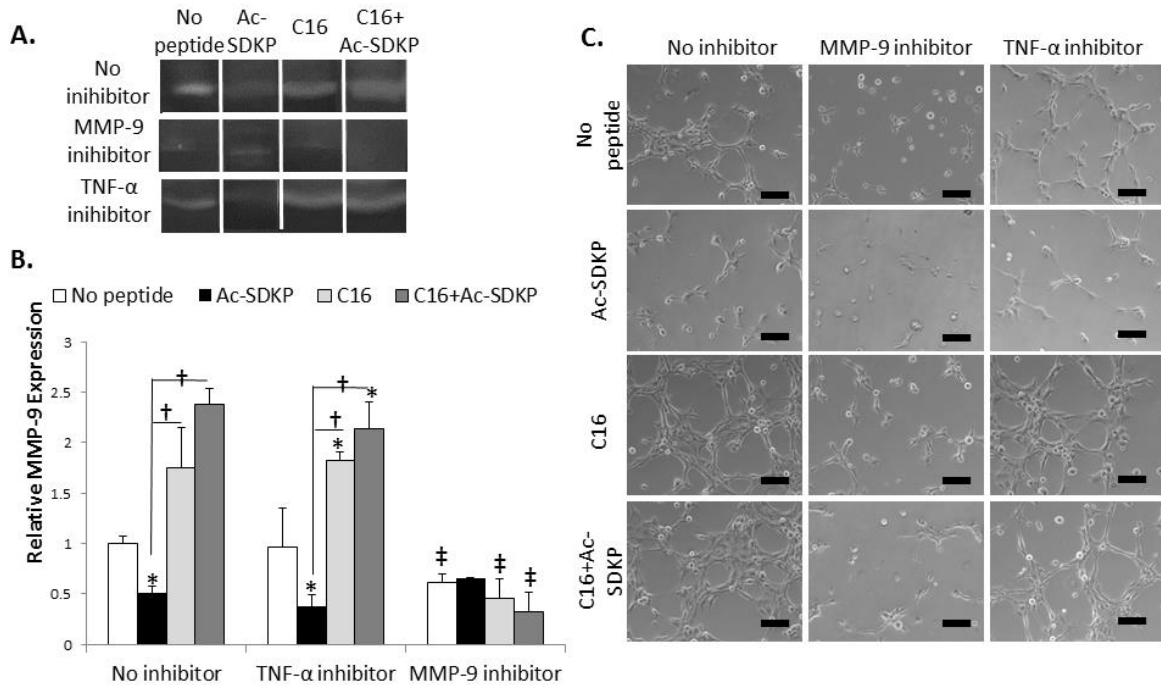 A.
No peptide
Ac-SDKP
C16
C16+
Ac-SDKP
No
inihibitor
MMP-9
inihibitor
TNF-α
inihibitor
B.
No peptide
Ac-SDKP
C16
C16+Ac-SDKP
Relative MMP-9 Expression
3
2.5
2
1.5
1
0.5
0
*
†
†
*
†
*
†
*
‡
‡
‡
No inhibitor
TNF-α inhibitor
MMP-9 inhibitor
C.
No inhibitor
MMP-9 inhibitor
TNF-α inhibitor
No
peptide
Ac-SDKP
C16
C16+Ac-
SDKP